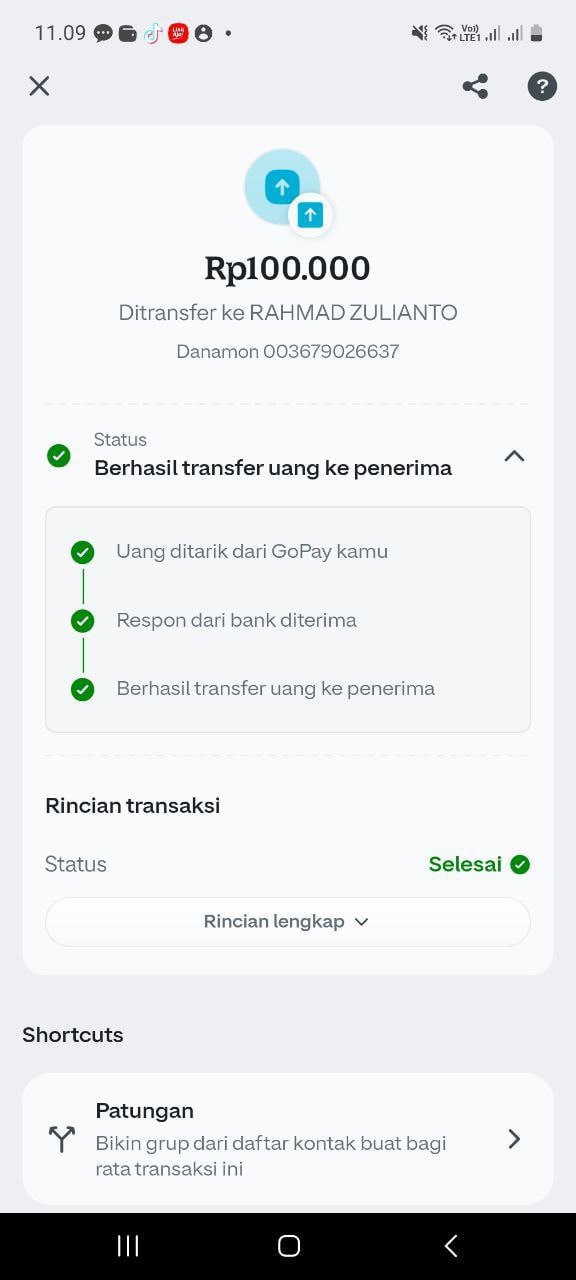 11.09
Vo))
LTE1
Rp100.000
Ditransfer ke RAHMAD ZULIANTO
Danamon 003679026637
Status
Berhasil transfer uang ke penerima
Uang ditarik dari GoPay kamu
Respon dari bank diterima
Berhasil transfer uang ke penerima
Rincian transaksi
Status
Selesai
Rincian lengkap
Shortcuts
Patungan
Bikin grup dari daftar kontak buat bagi
rata transaksi ini